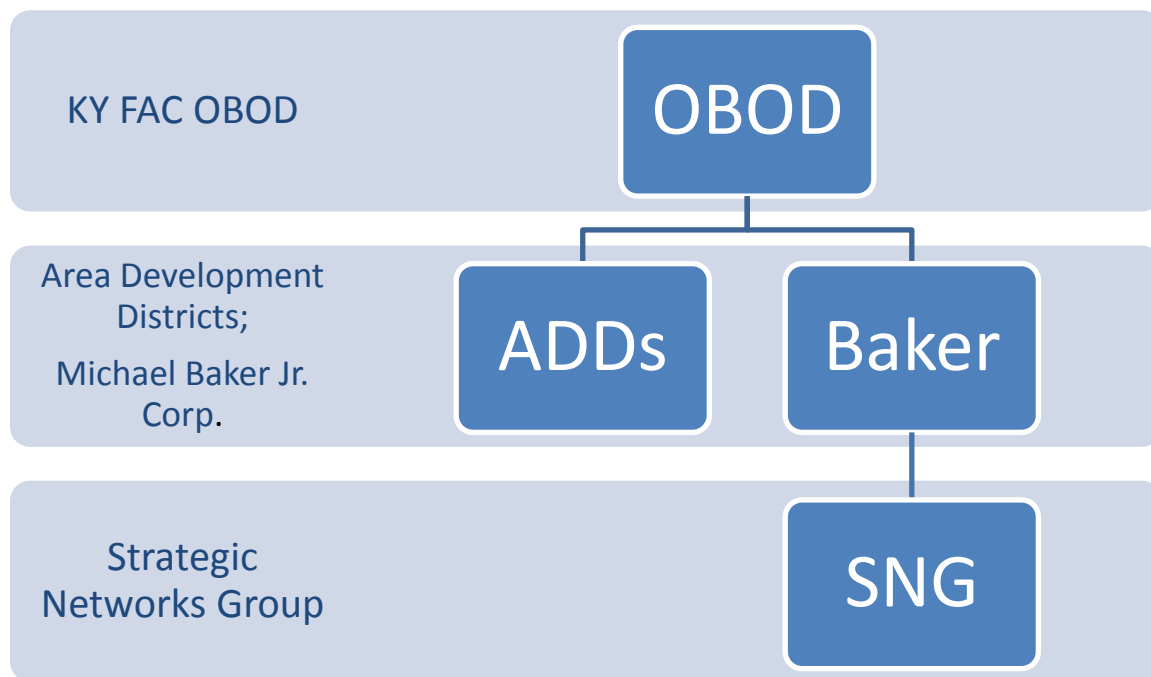 KY FAC OBOD
OBOD
Area Development
Districts;
Michael Baker Jr.
Corp.
ADDs
Baker
Strategic
Networks Group
SNG